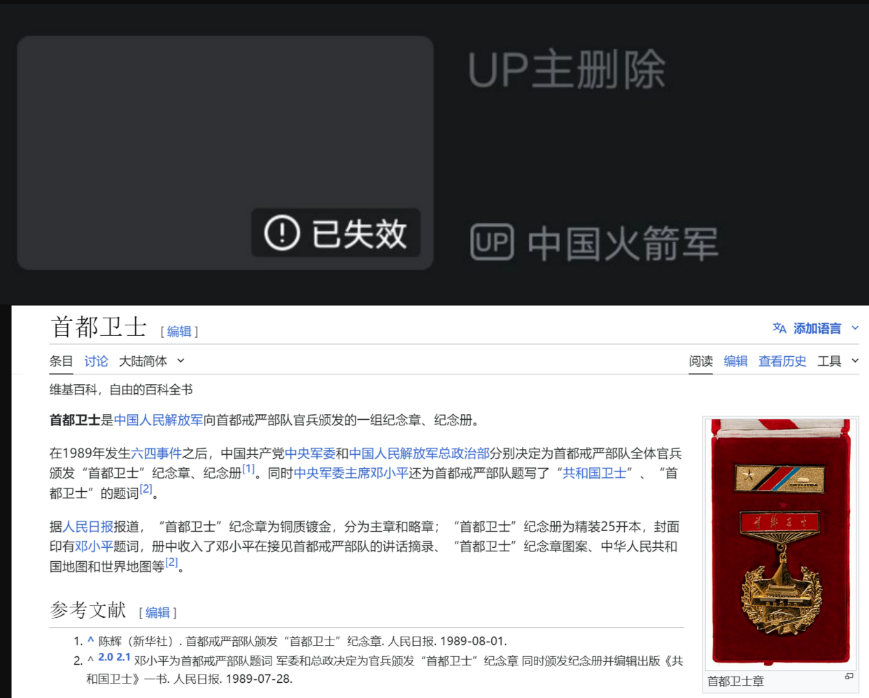 UP主删除
已失效
UP 中国火箭军
首都卫士 [编辑]
添加语言
条目 讨论 大陆简体
阅读 编辑 查看历史 工具
维基百科，自由的百科全书
首都卫士是中国人民解放军向首都戒严部队官兵颁发的一组纪念章、纪念册。
在1989年发生六四事件之后，中国共产党中央军委和中国人民解放军总政治部分别决定为首都戒严部队全体官兵
颁发“首都卫士”纪念章、纪念册[1]。同时中央军委主席邓小平还为首都戒严部队题写了“共和国卫士”、“首
都卫士”的题词[2]。
据人民日报报道，“首都卫士”纪念章为铜质镀金，分为主章和略章；“首都卫士”纪念册为精装25开本，封面
印有邓小平题词，册中收入了邓小平在接见首都戒严部队的讲话摘录、“首都卫士”纪念章图案、中华人民共和
国地图和世界地图等[2]。
首都卫士章
参考文献 [编辑]
1. ^ 陈辉（新华社）. 首都戒严部队颁发“首都卫士”纪念章. 人民日报. 1989-08-01.
2. ^ 2.0 2.1 邓小平为首都戒严部队题词 军委和总政决定为官兵颁发“首都卫士”纪念章 同时颁发纪念册并编辑出版《共
和国卫士》一书. 人民日报. 1989-07-28.